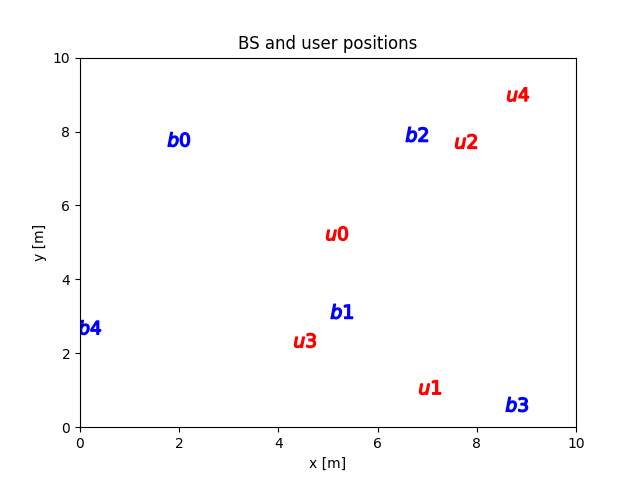 BS and user positions
10
u4
8
b0
b2
u2
6
u0
y [m]
4
b1
b4
u3
2
u1
b3
0
0 2 4 6 8 10
x [m]